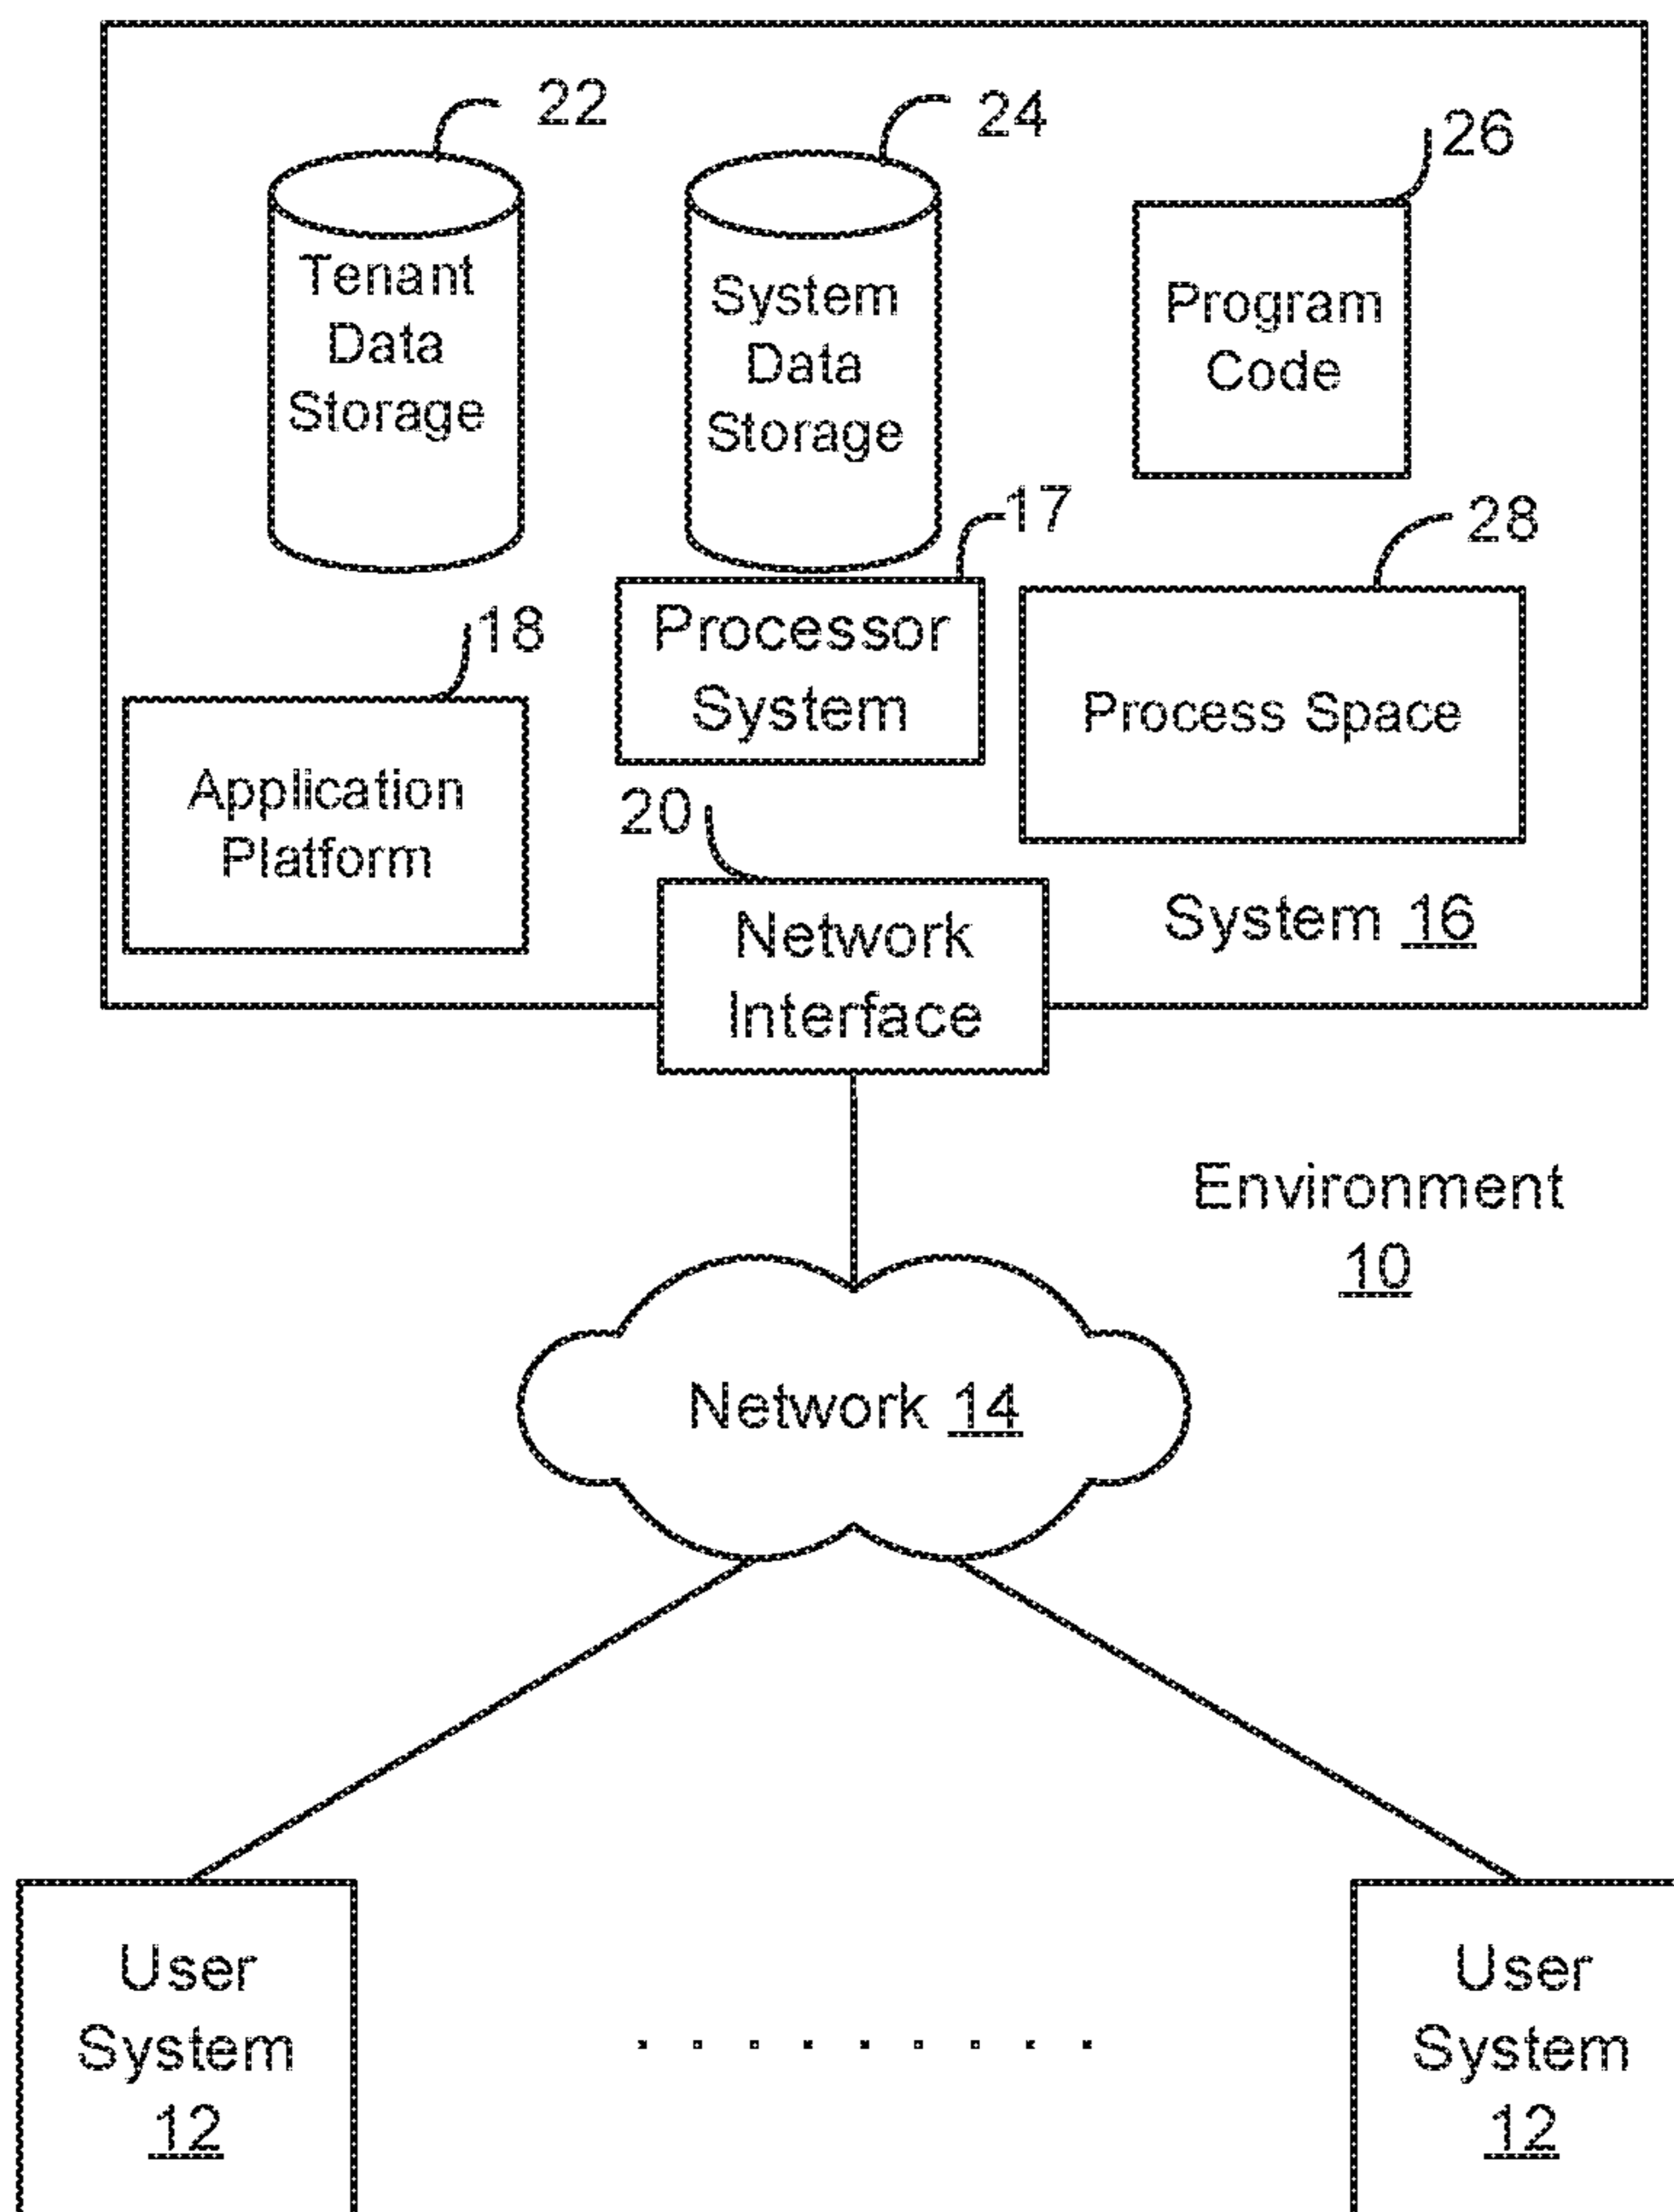 22
24
26
Tenant
Data
Storage
System
Data
Storage
Program
Code
17
28
18
Processor
System
Process Space
Application
Platform
20
Network
Interface
System 16
Environment
10
Network 14
User
System
12
User
System
12